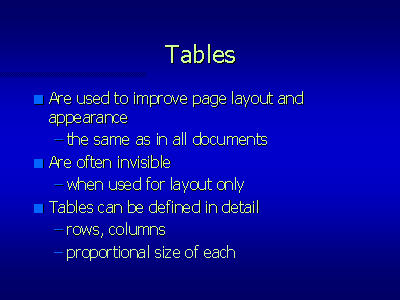 Tables
Are used to improve page layout and
appearance
– the same as in all documents
Are often invisible
– when used for layout only
Tables can be defined in detail
– rows, columns
– proportional size of each